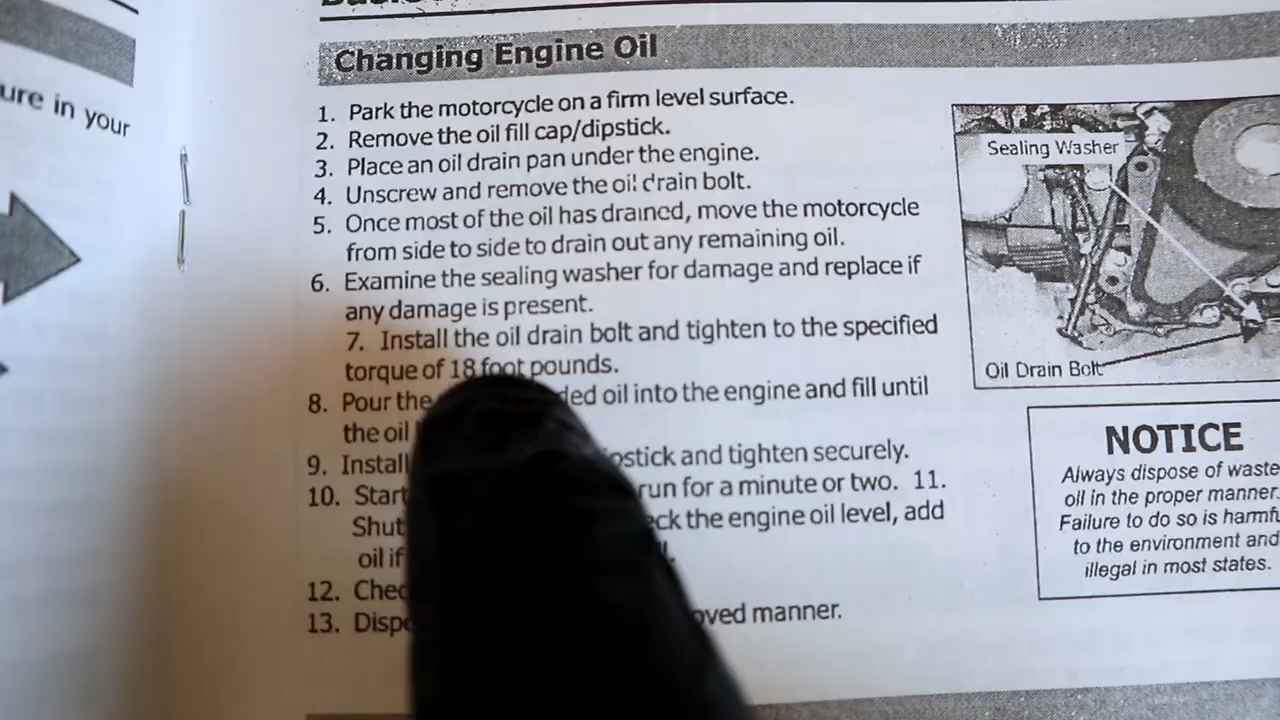 ure in your
Changing Engine Oil
1. Park the motorcycle on a firm level surface.
2. Remove the oil fill cap/dipstick.
3. Place an oil drain pan under the engine.
4. Unscrew and remove the oil drain bolt.
5. Once most of the oil has drained, move the motorcycle
from side to side to drain out any remaining oil.
6. Examine the sealing washer for damage and replace if
any damage is present.
7. Install the oil drain bolt and tighten to the specified
torque of 18 foot pounds.
8. Pour the ded oil into the engine and fill until
the oil
9. Install pstick and tighten securely.
10. Start run for a minute or two. 11.
Shut eck the engine oil level, add
oil if
12. Chec
13. Disp oved manner.
Sealing Washer
Oil Drain Bolt
NOTICE
Always dispose of waste
oil in the proper manner.
Failure to do so is harmfu
to the environment and
illegal in most states.